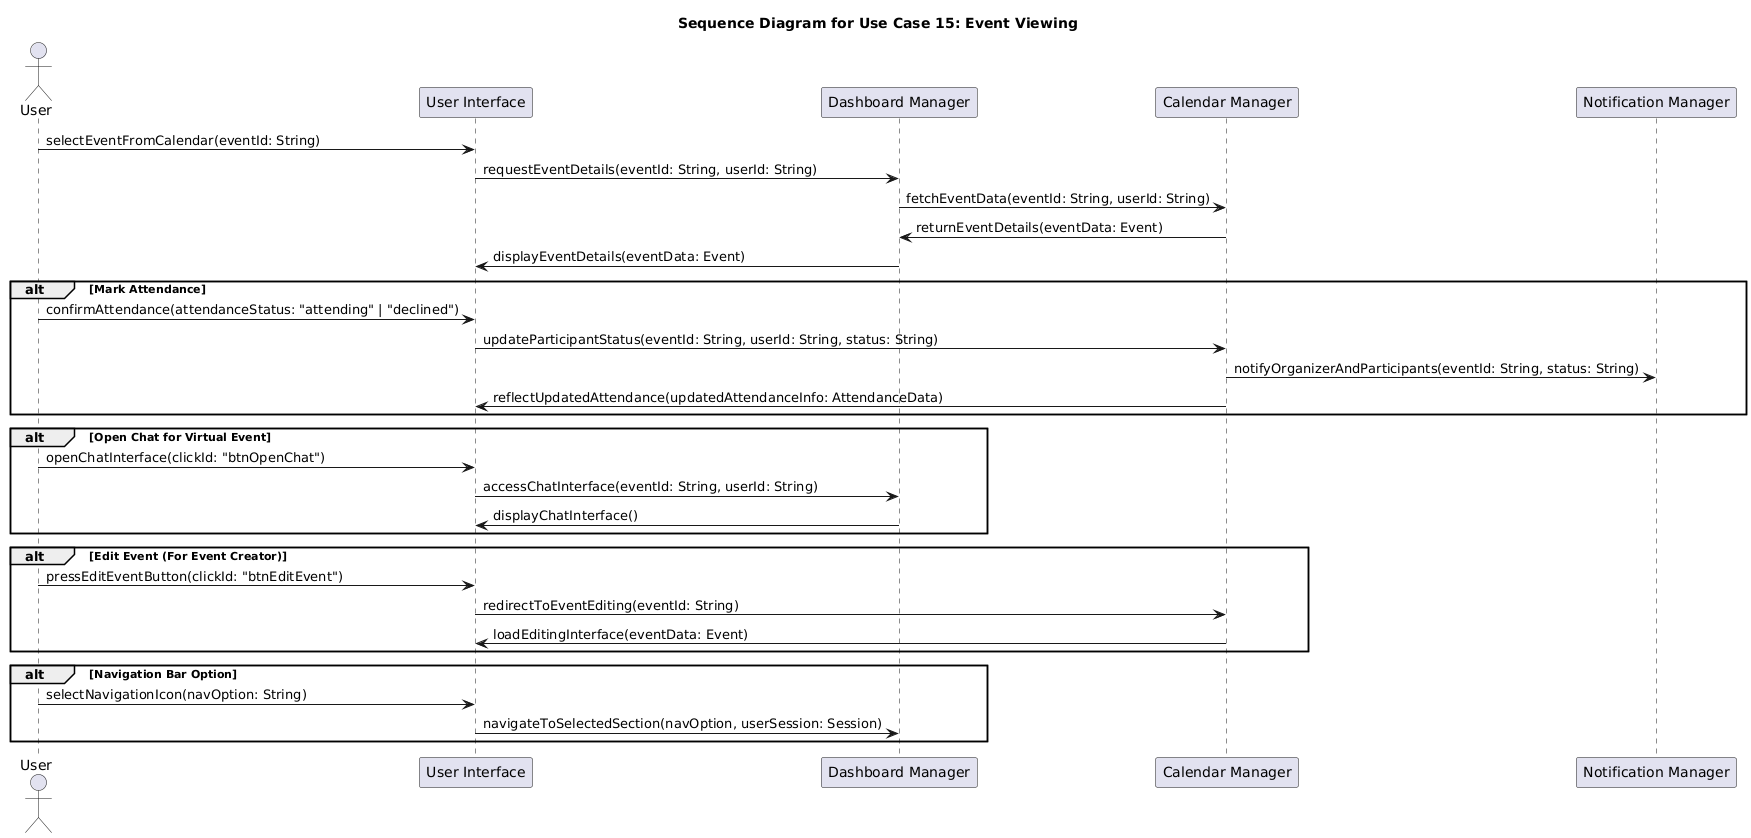 Sequence Diagram for Use Case 15: Event Viewing
User
User Interface
Dashboard Manager
Calendar Manager
Notification Manager
selectEventFromCalendar(eventId: String)
requestEventDetails(eventId: String, userId: String)
fetchEventData(eventId: String, userId: String)
returnEventDetails(eventData: Event)
displayEventDetails(eventData: Event)
alt [Mark Attendance]
confirmAttendance(attendanceStatus: "attending" | "declined")
updateParticipantStatus(eventId: String, userId: String, status: String)
notifyOrganizerAndParticipants(eventId: String, status: String)
reflectUpdatedAttendance(updatedAttendanceInfo: AttendanceData)
alt [Open Chat for Virtual Event]
openChatInterface(clickId: "btnOpenChat")
accessChatInterface(eventId: String, userId: String)
displayChatInterface()
alt [Edit Event (For Event Creator)]
pressEditEventButton(clickId: "btnEditEvent")
redirectToEventEditing(eventId: String)
loadEditingInterface(eventData: Event)
alt [Navigation Bar Option]
selectNavigationIcon(navOption: String)
navigateToSelectedSection(navOption, userSession: Session)
User
User Interface
Dashboard Manager
Calendar Manager
Notification Manager